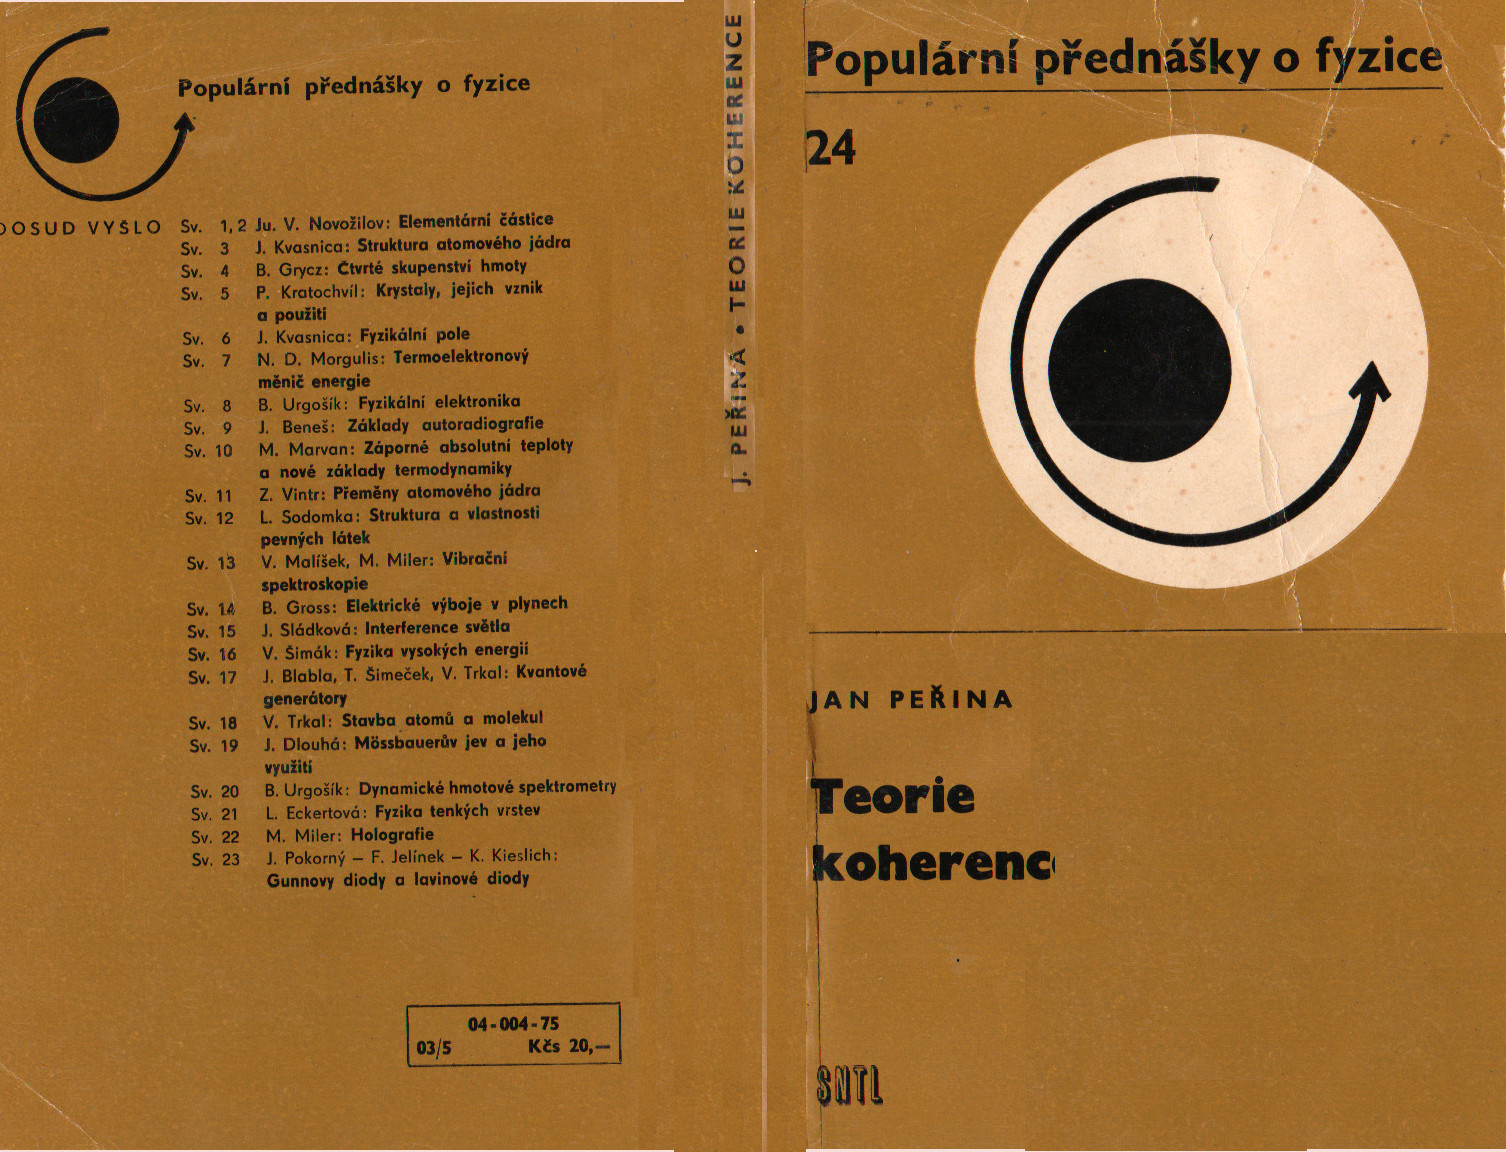 Populární přednášky o fyzice
DOSUD VYŠLO
Sv. 1, 2 Ju. V. Novožilov: Elementární částice
Sv. 3 J. Kvasnica: Struktura atomového jádra
Sv. 4 B. Grycz: Čtvrté skupenství hmoty
Sv. 5 P. Kratochvíl: Krystaly, jejich vznik
a použití
Sv. 6 J. Kvasnica: Fyzikální pole
Sv. 7 N. D. Morgulis: Termoelektronový
měnič energie
Sv. 8 B. Urgošík: Fyzikální elektronika
Sv. 9 J. Beneš: Základy autoradiografie
Sv. 10 M. Marvan: Záporné absolutní teploty
a nové základy termodynamiky
Sv. 11 Z. Vintr: Přeměny atomového jádra
Sv. 12 L. Sodomka: Struktura a vlastnosti
pevných látek
Sv. 13 V. Malíšek, M. Miler: Vibrační
spektroskopie
Sv. 14 B. Gross: Elektrické výboje v plynech
Sv. 15 J. Sládková: Interference světla
Sv. 16 V. Šimák: Fyzika vysokých energií
Sv. 17 J. Blabla, T. Šimeček, V. Trkal: Kvantové
generátory
Sv. 18 V. Trkal: Stavba atomů a molekul
Sv. 19 J. Dlouhá: Mössbauerův jev a jeho
využití
Sv. 20 B. Urgošík: Dynamické hmotové spektrometry
Sv. 21 L. Eckertová: Fyzika tenkých vrstev
Sv. 22 M. Miler: Holografie
Sv. 23 J. Pokorný – F. Jelínek – K. Kieslich:
Gunnovy diody a lavinové diody
04-004-75
03/5 Kčs 20,—
J. PEŘINA • TEORIE KOHERENCE
Populární přednášky o fyzice
24
JAN PEŘINA
Teorie
koherenc
SNTL